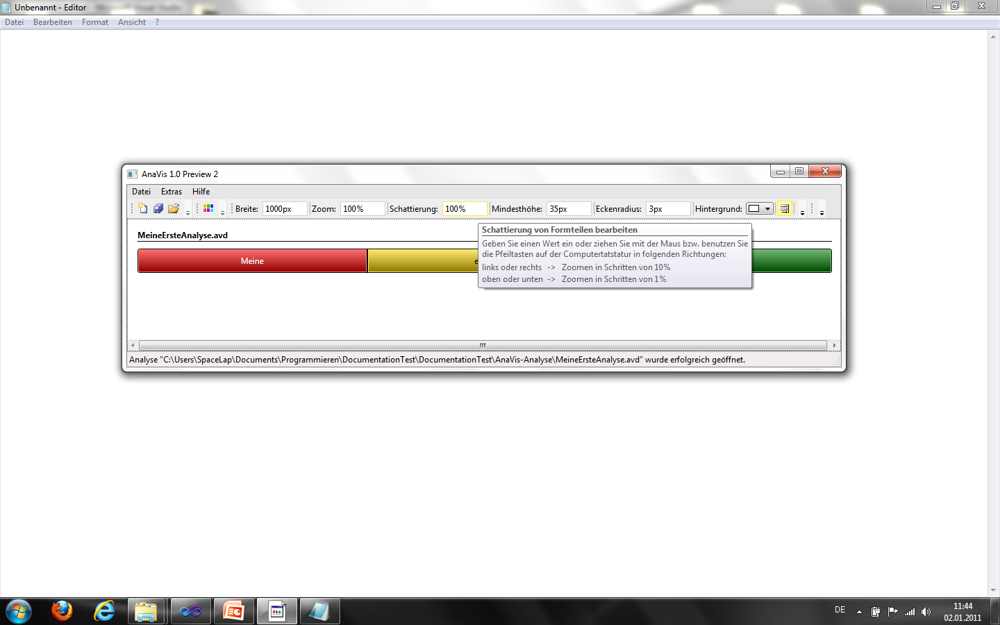 Unbenannt - Editor
Datei Bearbeiten Format Ansicht ?
AnaVis 1.0 Preview 2
Datei Extras Hilfe
Breite: 1000px Zoom: 100% Schattierung: 100% Mindesthöhe: 35px Eckenradius: 3px Hintergrund:
MeineErsteAnalyse.avd
Meine
Schattierung von Formteilen bearbeiten
Geben Sie einen Wert ein oder ziehen Sie mit der Maus bzw. benutzen Sie
die Pfeiltasten auf der Computertatstatur in folgenden Richtungen:
links oder rechts -> Zoomen in Schritten von 10%
oben oder unten -> Zoomen in Schritten von 1%
Analyse "C:\Users\SpaceLap\Documents\Programmieren\DocumentationTest\DocumentationTest\AnaVis-Analyse\MeineErsteAnalyse.avd" wurde erfolgreich geöffnet.
DE
11:44
02.01.2011